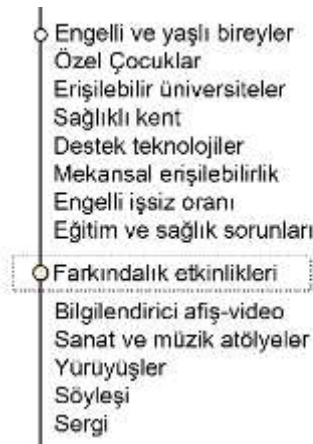 Engelli ve yaşlı bireyler
Özel Çocuklar
Erişilebilir üniversiteler
Sağlıklı kent
Destek teknolojiler
Mekansal erişilebilirlik
Engelli işsiz oranı
Eğitim ve sağlık sorunları
Farkındalık etkinlikleri
Bilgilendirici afiş-video
Sanat ve müzik atölyeler
Yürüyüşler
Söyleşi
Sergi